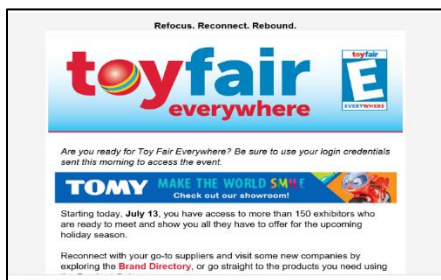 Refocus. Reconnect. Rebound.
toyfair
everywhere
toyfair
E
EVERYWHERE
Are you ready for Toy Fair Everywhere? Be sure to use your login credentials
sent this morning to access the event.
TOMY MAKE THE WORLD SMILE
Check out our showroom!
Starting today, July 13, you have access to more than 150 exhibitors who
are ready to meet and show you all they have to offer for the upcoming
holiday season.
Reconnect with your go-to suppliers and visit some new companies by
exploring the Brand Directory, or go straight to the products you need using